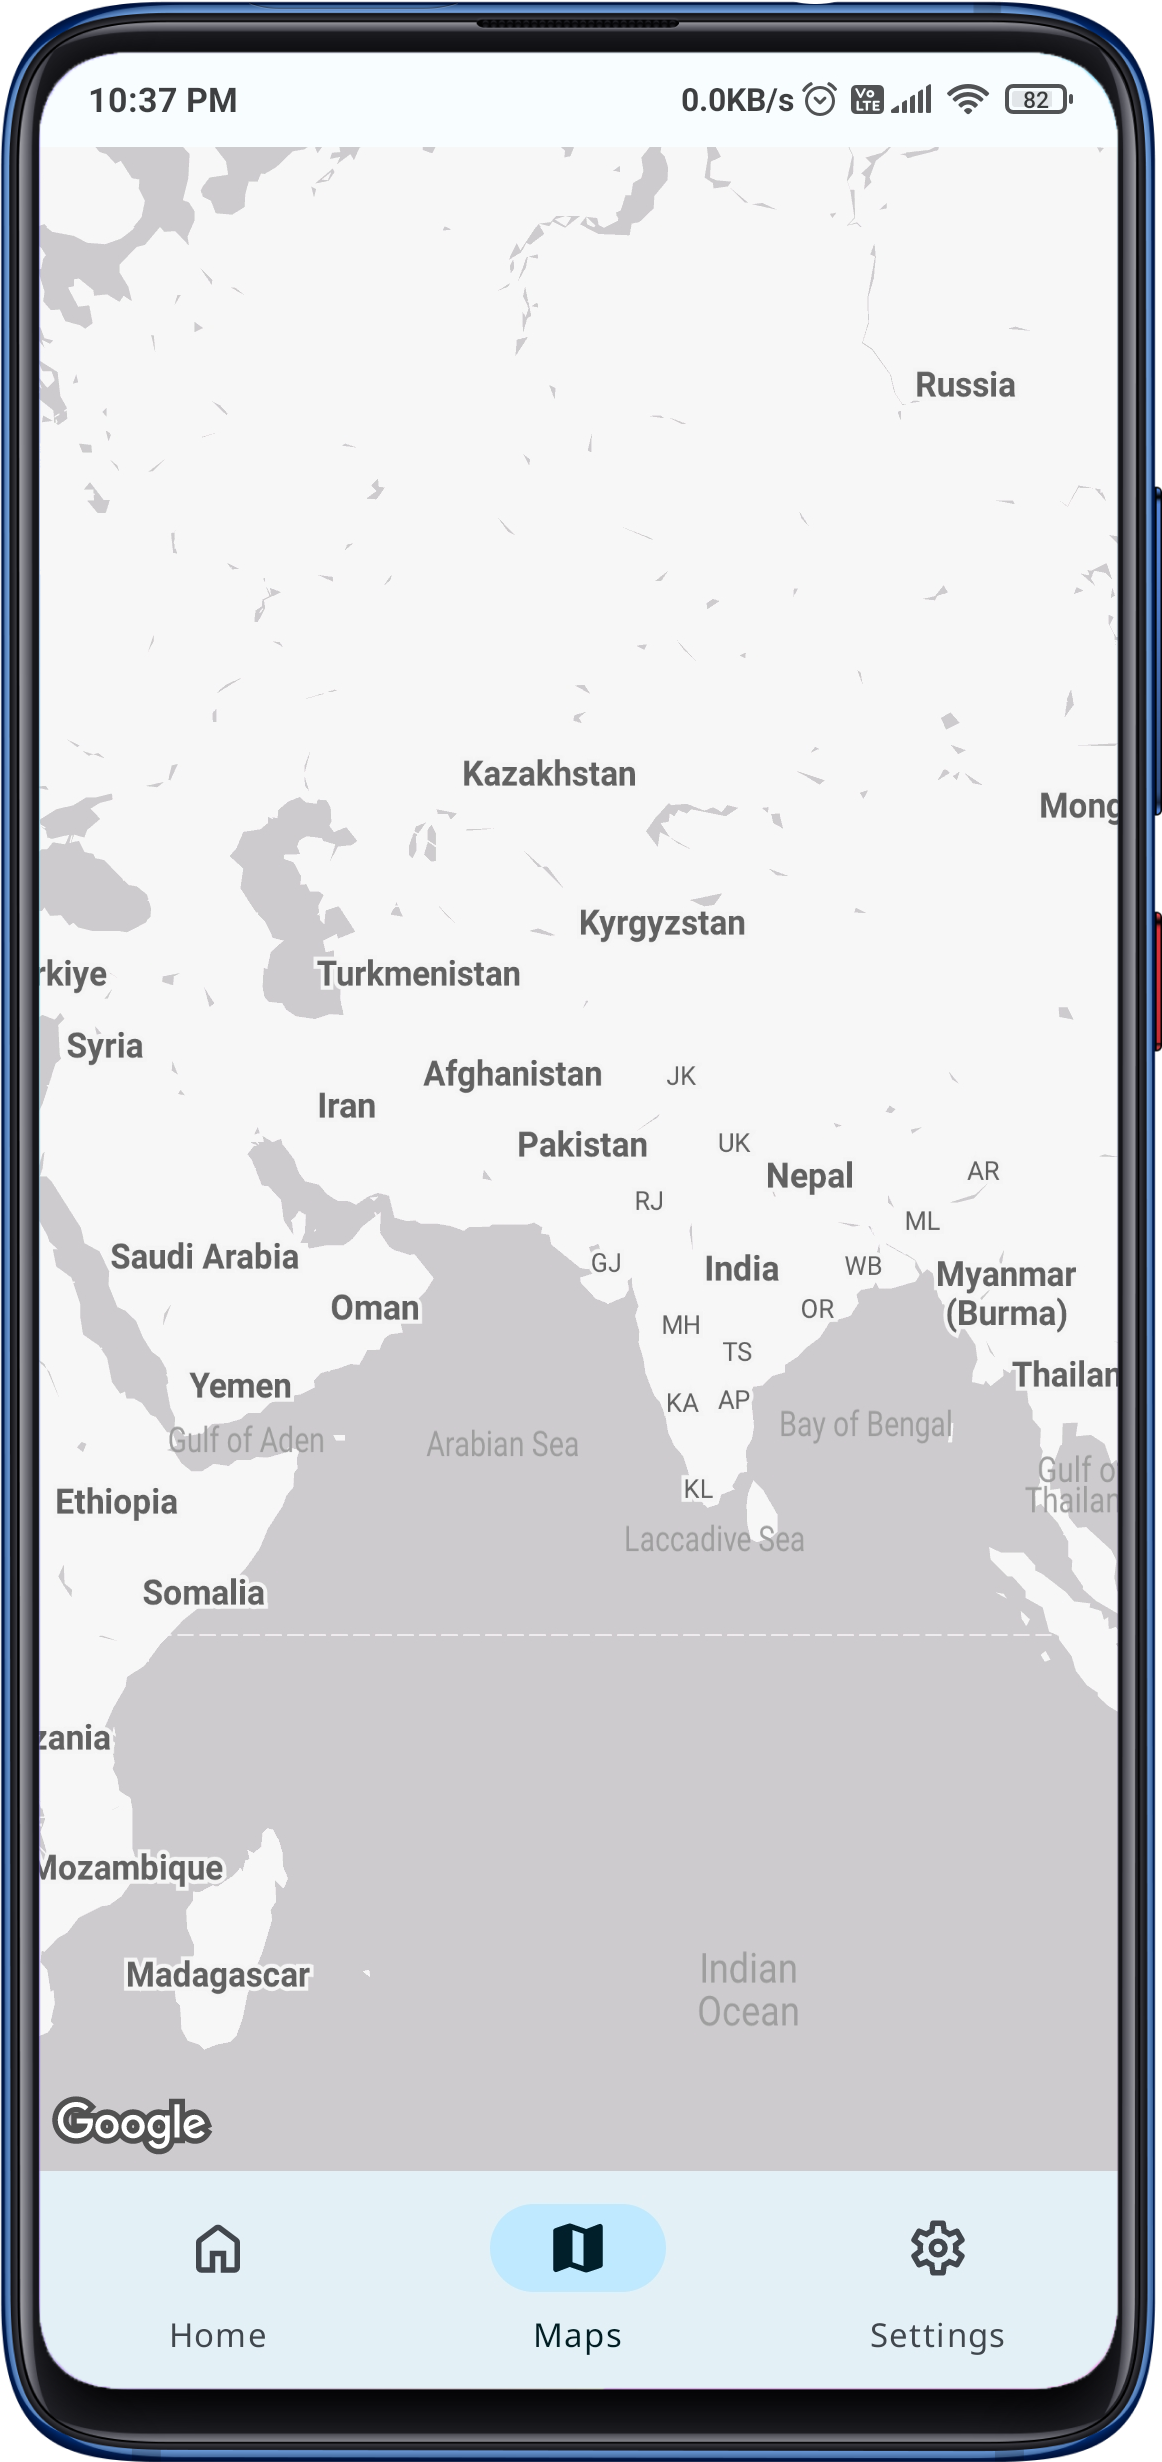 10:37 PM 0.0KB/s Vo LTE 82
Russia
Kazakhstan
Mong
Kyrgyzstan
rkiye
Turkmenistan
Syria
Afghanistan
JK
Iran
Pakistan
UK
Nepal
AR
RJ
ML
Saudi Arabia
GJ
India
WB
Myanmar
(Burma)
Oman
OR
MH
TS
Yemen
Thailan
KA
AP
Gulf of Aden
Arabian Sea
Bay of Bengal
Gulf o
Thailan
KL
Ethiopia
Laccadive Sea
Somalia
zania
Mozambique
Madagascar
Indian
Ocean
Google
Home Maps Settings